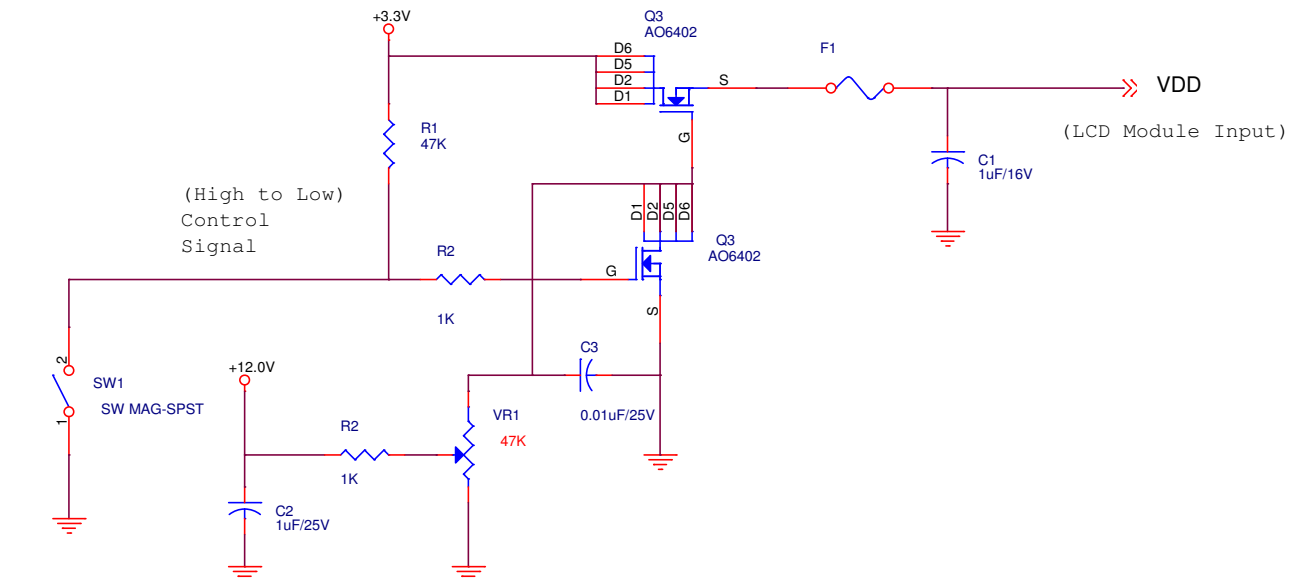 +3.3V
Q3
AO6402
D6
D5
D2
D1
S
G
F1
VDD
(LCD Module Input)
R1
47K
C1
1uF/16V
(High to Low)
Control
Signal
D1
D2
D5
D6
Q3
AO6402
R2
1K
G
S
2
1
SW1
SW MAG-SPST
+12.0V
C3
0.01uF/25V
R2
1K
VR1
47K
C2
1uF/25V